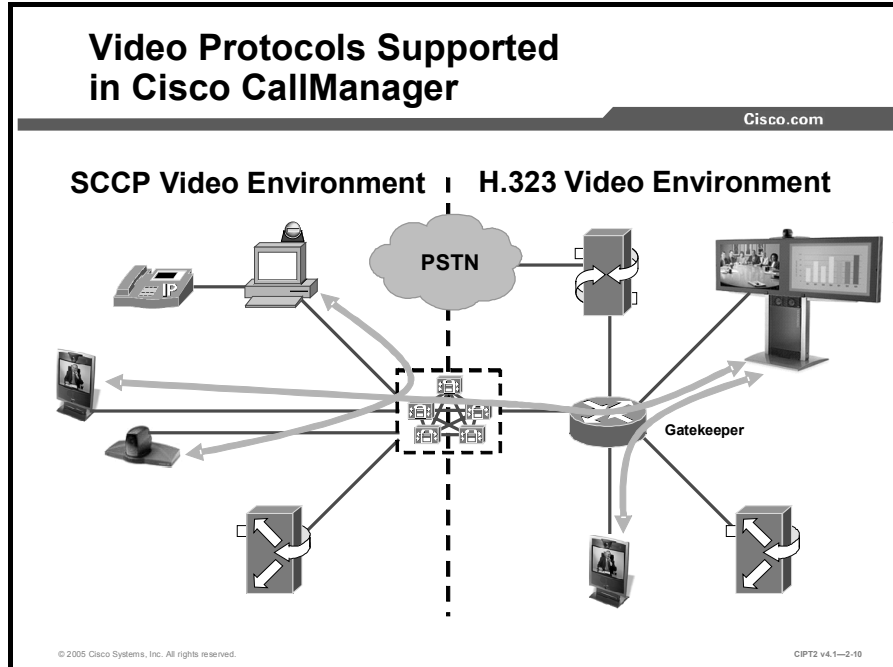 Video Protocols Supported
in Cisco CallManager
Cisco.com
SCCP Video Environment
H.323 Video Environment
PSTN
IP
Gatekeeper
© 2005 Cisco Systems, Inc. All rights reserved.
CIPT2 v4.1—2-10